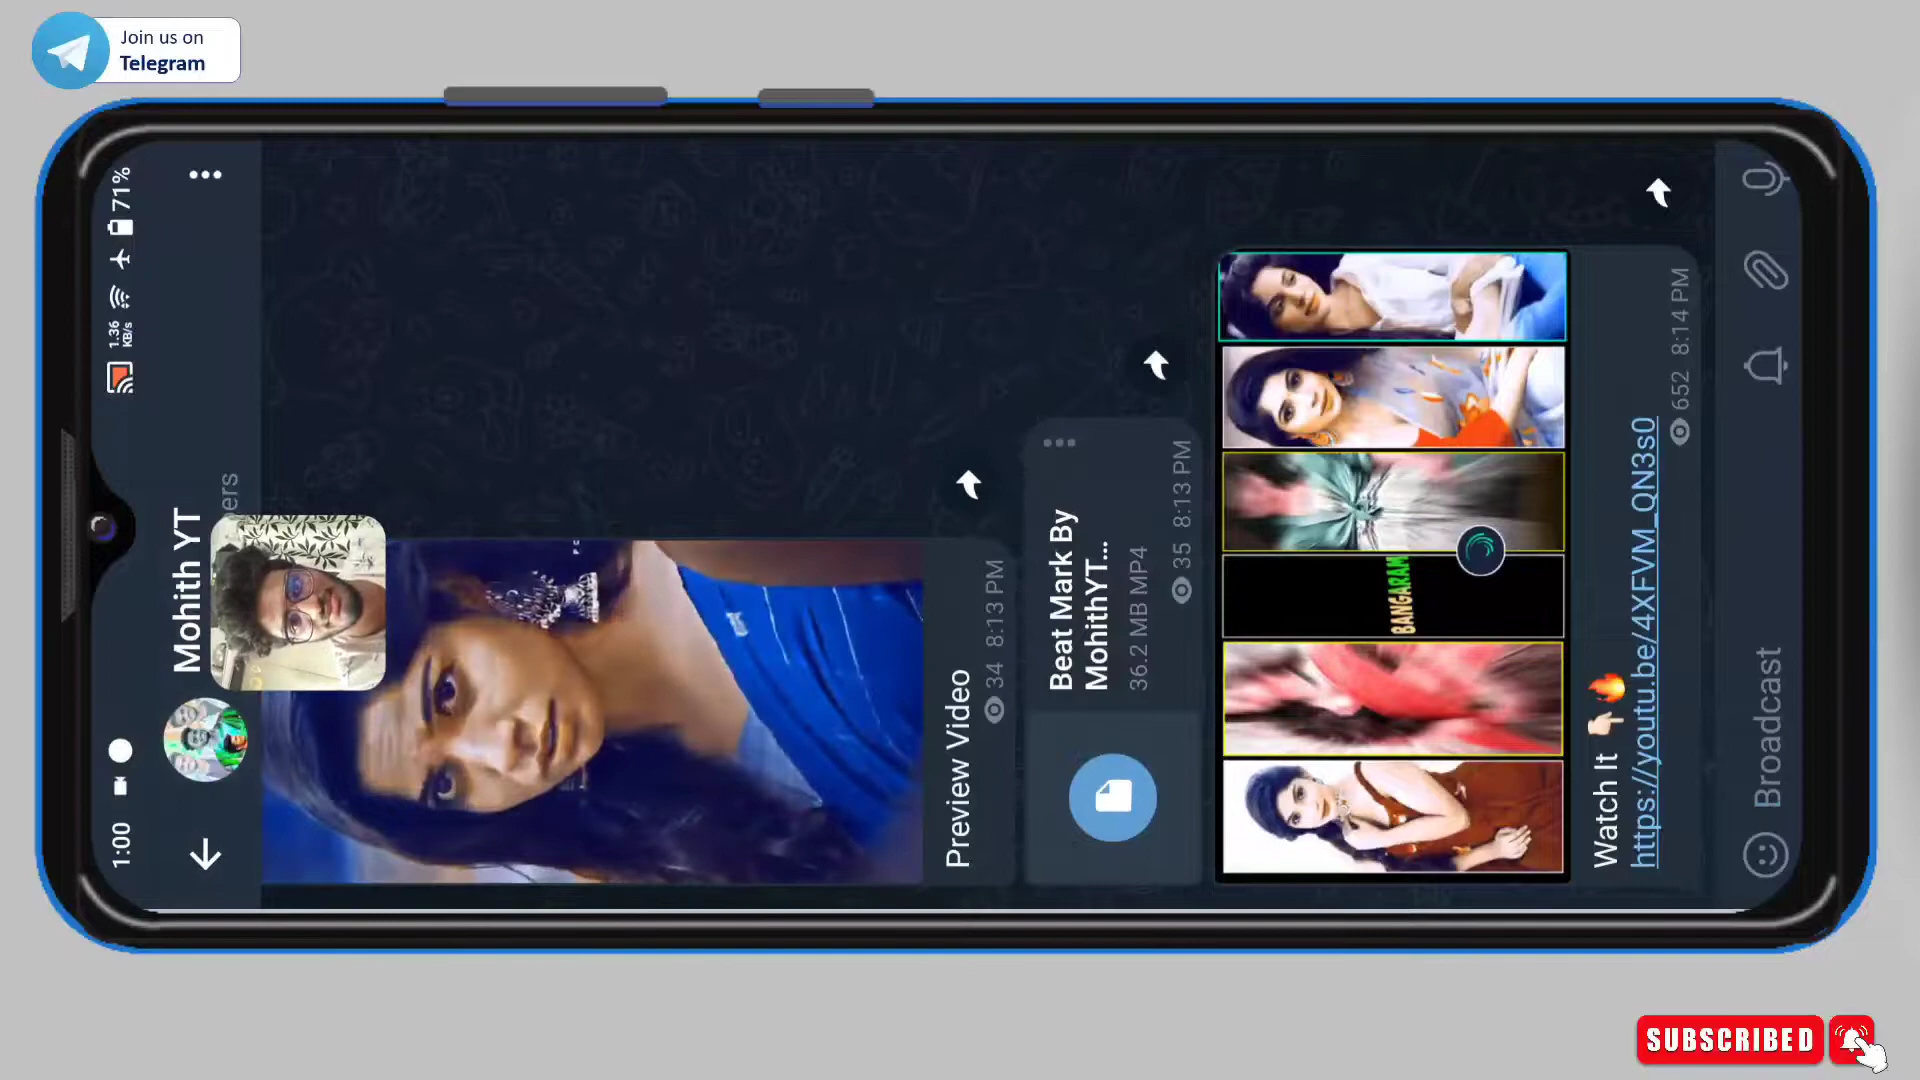 Join us on
Telegram
1:00
1.36
KB/s
71%
Mohith YT
ers
Preview Video
34 8:13 PM
Beat Mark By
MohithYT...
36.2 MB MP4
35 8:13 PM
BANGARAM
Watch It 👉🏻🔥
https://youtu.be/4XFVM_QN3s0
652 8:14 PM
Broadcast
SUBSCRIBED